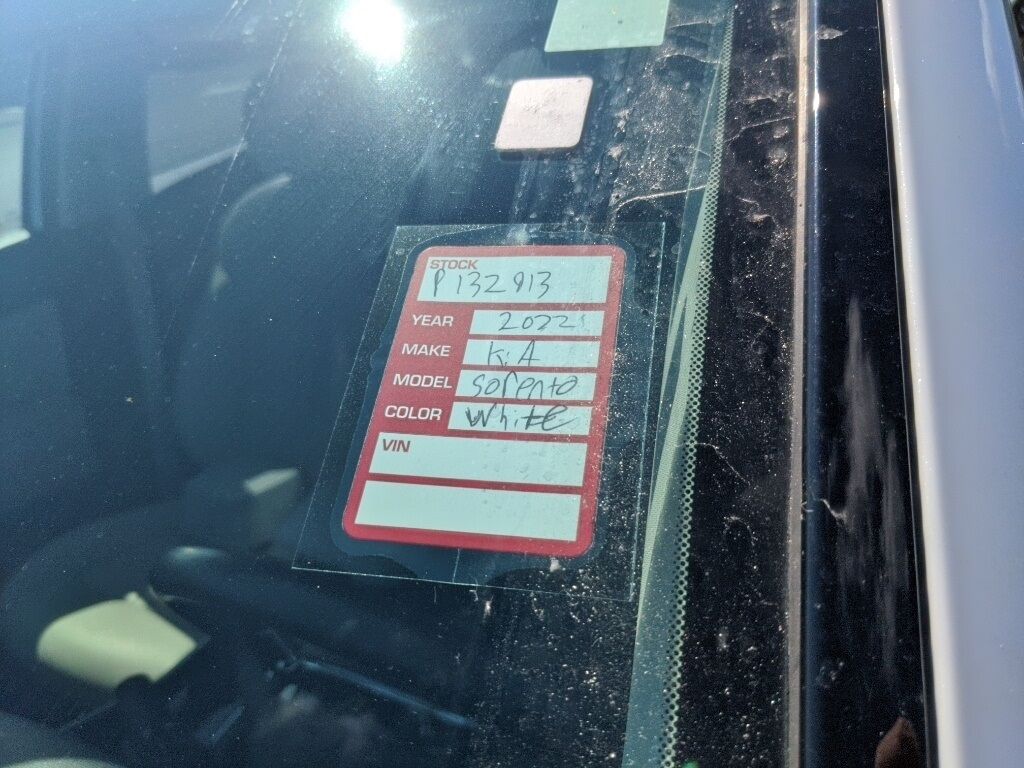 STOCK
P132913
YEAR 2022
MAKE KiA
MODEL Sorento
COLOR White
VIN